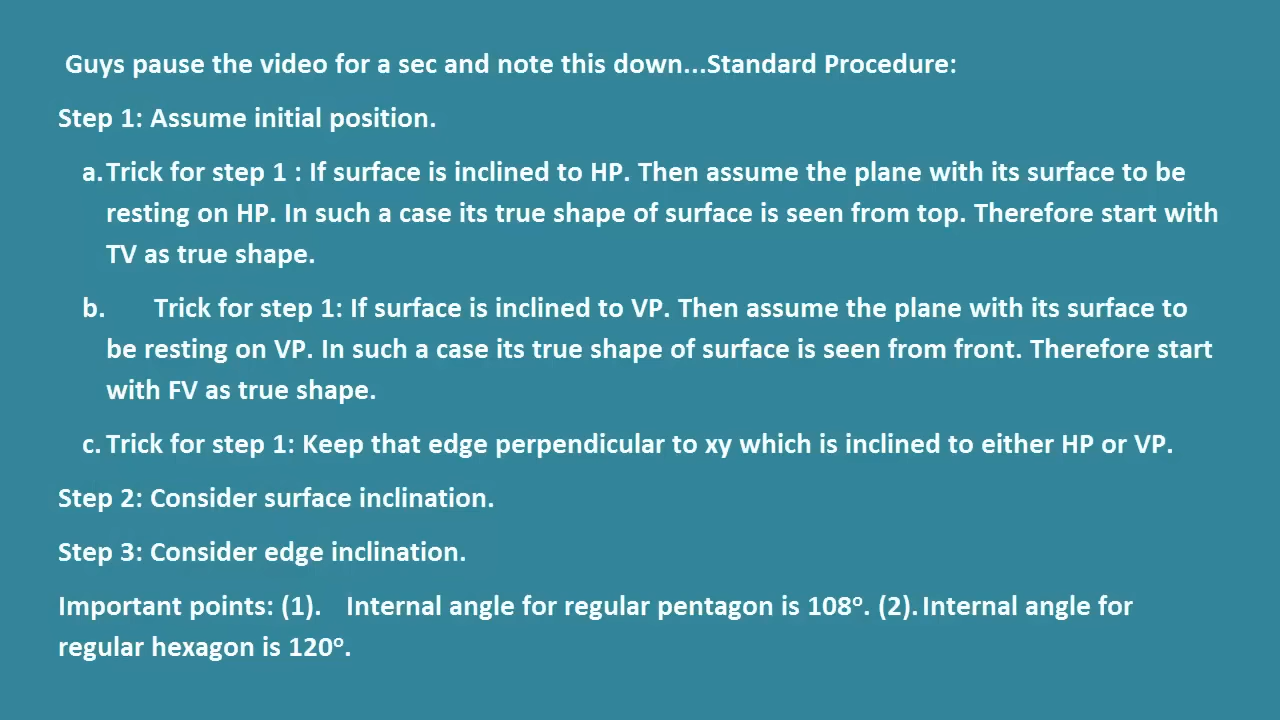 Guys pause the video for a sec and note this down...Standard Procedure:
Step 1: Assume initial position.
a. Trick for step 1 : If surface is inclined to HP. Then assume the plane with its surface to be
resting on HP. In such a case its true shape of surface is seen from top. Therefore start with
TV as true shape.
b. Trick for step 1: If surface is inclined to VP. Then assume the plane with its surface to
be resting on VP. In such a case its true shape of surface is seen from front. Therefore start
with FV as true shape.
c. Trick for step 1: Keep that edge perpendicular to xy which is inclined to either HP or VP.
Step 2: Consider surface inclination.
Step 3: Consider edge inclination.
Important points: (1). Internal angle for regular pentagon is 108º. (2). Internal angle for
regular hexagon is 120º.